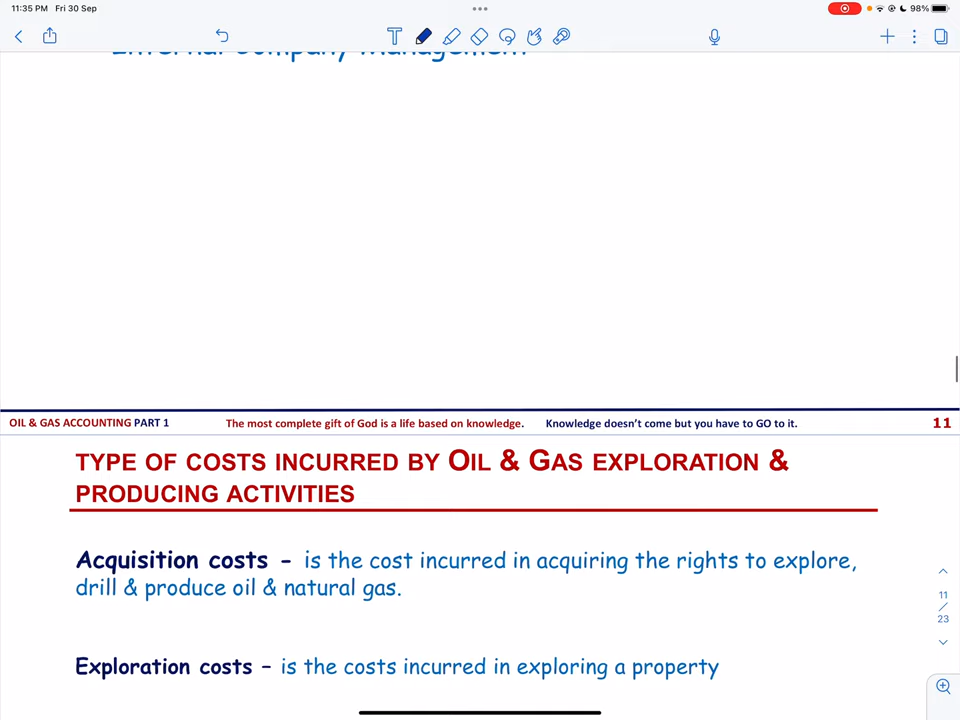 11:35 PM Fri 30 Sep 98%
External Company Management
OIL & GAS ACCOUNTING PART 1 The most complete gift of God is a life based on knowledge. Knowledge doesn't come but you have to GO to it. 11
TYPE OF COSTS INCURRED BY OIL & GAS EXPLORATION &
PRODUCING ACTIVITIES
Acquisition costs - is the cost incurred in acquiring the rights to explore,
drill & produce oil & natural gas.
11
/
23
Exploration costs – is the costs incurred in exploring a property